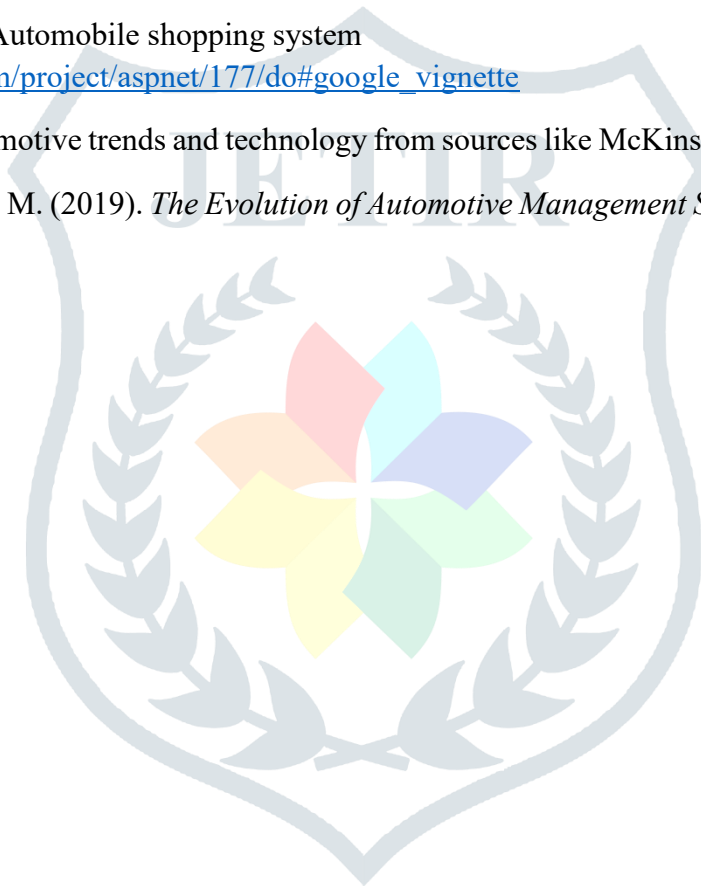 Automobile shopping system
m/project/aspnet/177/do#google_vignette
motive trends and technology from sources like McKins
JETIR
M. (2019). The Evolution of Automotive Management S